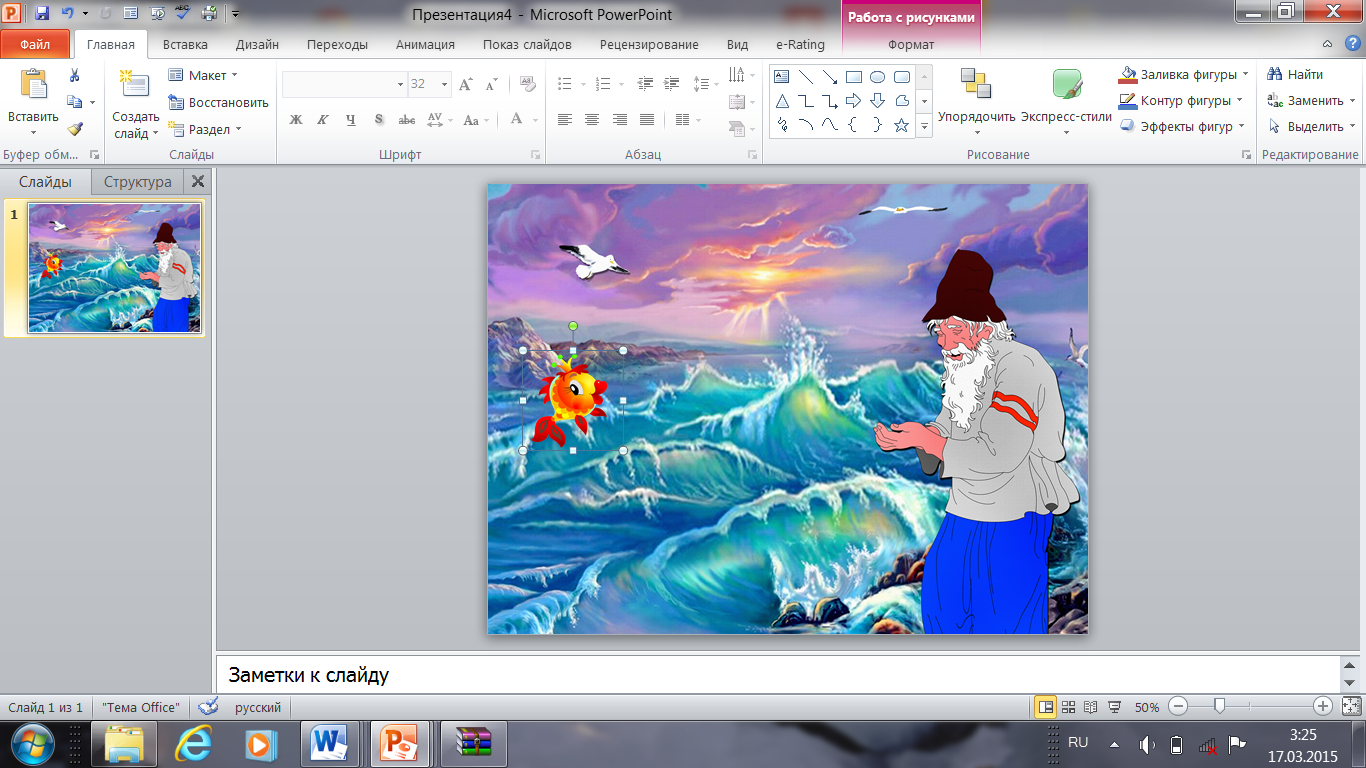 Презентация4 - Microsoft PowerPoint
Работа с рисунками
Файл Главная Вставка Дизайн Переходы Анимация Показ слайдов Рецензирование Вид e-Rating Формат
Вставить
Буфер обм...
Создать слайд
Макет
Восстановить
Раздел
Слайды
32
Ж К Ч S abc AV Aa A
Шрифт
Абзац
Упорядочить
Экспресс-стили
Заливка фигуры
Контур фигуры
Эффекты фигур
Рисование
Найти
Заменить
Выделить
Редактирование
Слайды Структура
1
Заметки к слайду
Слайд 1 из 1 "Тема Office" русский 50%
RU
3:25
17.03.2015